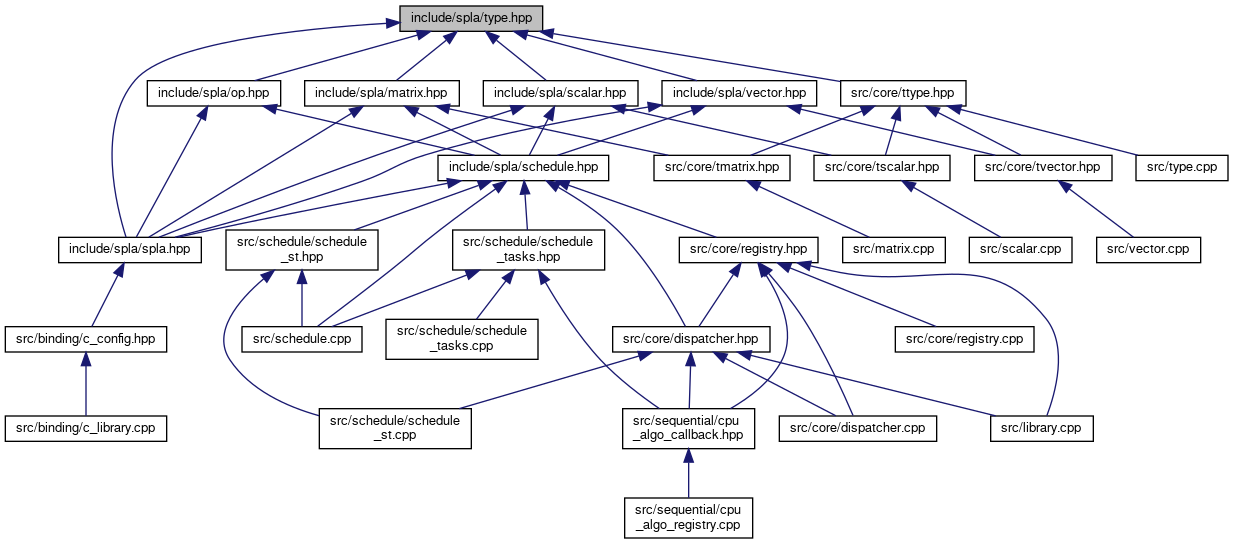 include/spla/type.hpp
include/spla/op.hpp
include/spla/matrix.hpp
include/spla/scalar.hpp
include/spla/vector.hpp
src/core/ttype.hpp
include/spla/schedule.hpp
src/core/tmatrix.hpp
src/core/tscalar.hpp
src/core/tvector.hpp
src/type.cpp
include/spla/spla.hpp
src/schedule/schedule
_st.hpp
src/schedule/schedule
_tasks.hpp
src/core/registry.hpp
src/matrix.cpp
src/scalar.cpp
src/vector.cpp
src/binding/c_config.hpp
src/schedule.cpp
src/schedule/schedule
_tasks.cpp
src/core/dispatcher.hpp
src/core/registry.cpp
src/binding/c_library.cpp
src/schedule/schedule
_st.cpp
src/sequential/cpu
_algo_callback.hpp
src/core/dispatcher.cpp
src/library.cpp
src/sequential/cpu
_algo_registry.cpp